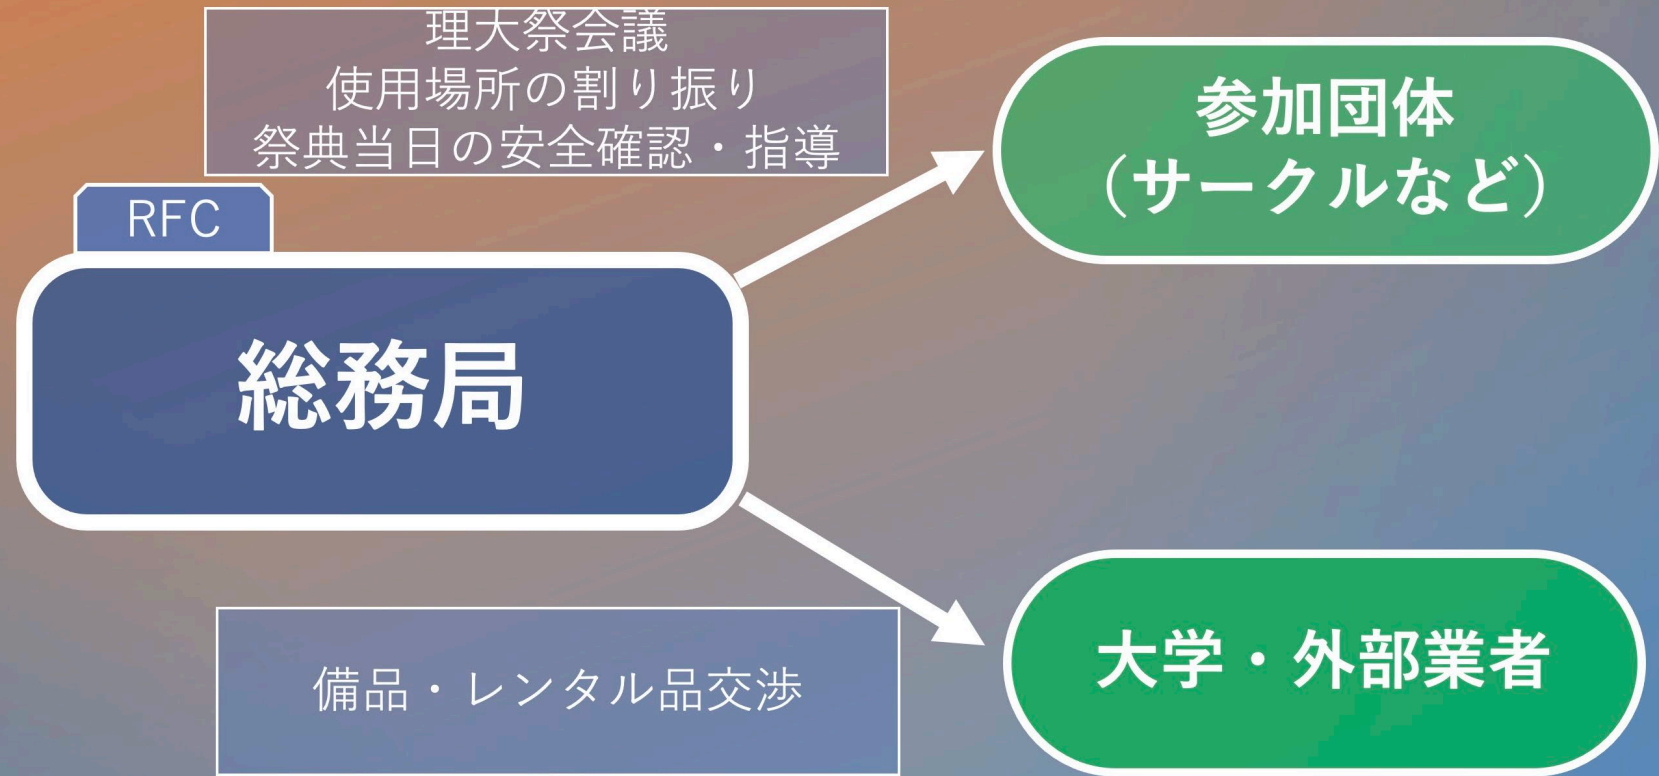 理大祭会議
使用場所の割り振り
祭典当日の安全確認・指導
RFC
総務局
参加団体
（サークルなど）
備品・レンタル品交渉
大学・外部業者